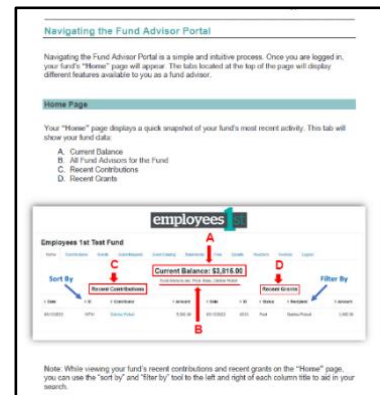 Navigating the Fund Advisor Portal
Navigating the Fund Advisor Portal is a simple and intuitive process. Once you are logged in,
your fund's "Home" page will appear. The tabs located at the top of the page will display
different features available to you as a fund advisor.
Home Page
Your "Home" page displays a quick snapshot of your fund's most recent activity. This tab will
show your fund data:
A. Current Balance
B. All Fund Advisors for the Fund
C. Recent Contributions
D. Recent Grants
employees 1st
Employees 1st Test Fund
A
Home
C
Current Balance: $3,815.00
D
Sort By
Filter By
Recent Contributions
Recent Grants
B
Note: While viewing your fund's recent contributions and recent grants on the "Home" page,
you can use the "sort by" and "filter by" tool to the left and right of each column title to aid in your
search.